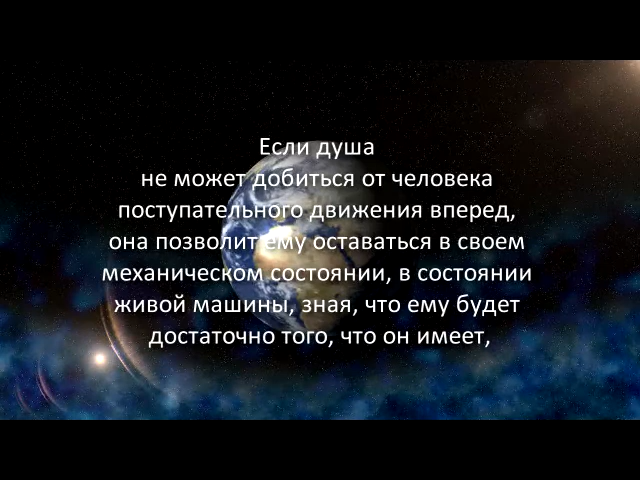 Если душа
не может добиться от человека
поступательного движения вперед,
она позволит ему оставаться в своем
механическом состоянии, в состоянии
живой машины, зная, что ему будет
достаточно того, что он имеет,